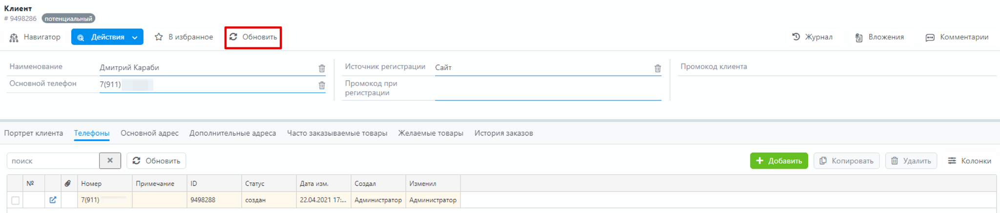 Клиент
# 9498286 потенциальный
Навигатор Действия В избранное Обновить Журнал Вложения Комментарии
Наименование Дмитрий Караби Источник регистрации Сайт Промокод клиента
Основной телефон 7(911) Промокод при
регистрации
Портрет клиента Телефоны Основной адрес Дополнительные адреса Часто заказываемые товары Желаемые товары История заказов
поиск Обновить Добавить Копировать Удалить Колонки
№ Номер Примечание ID Статус Дата изм. Создал Изменил
7(911) 9498288 создан 22.04.2021 17:... Администратор Администратор